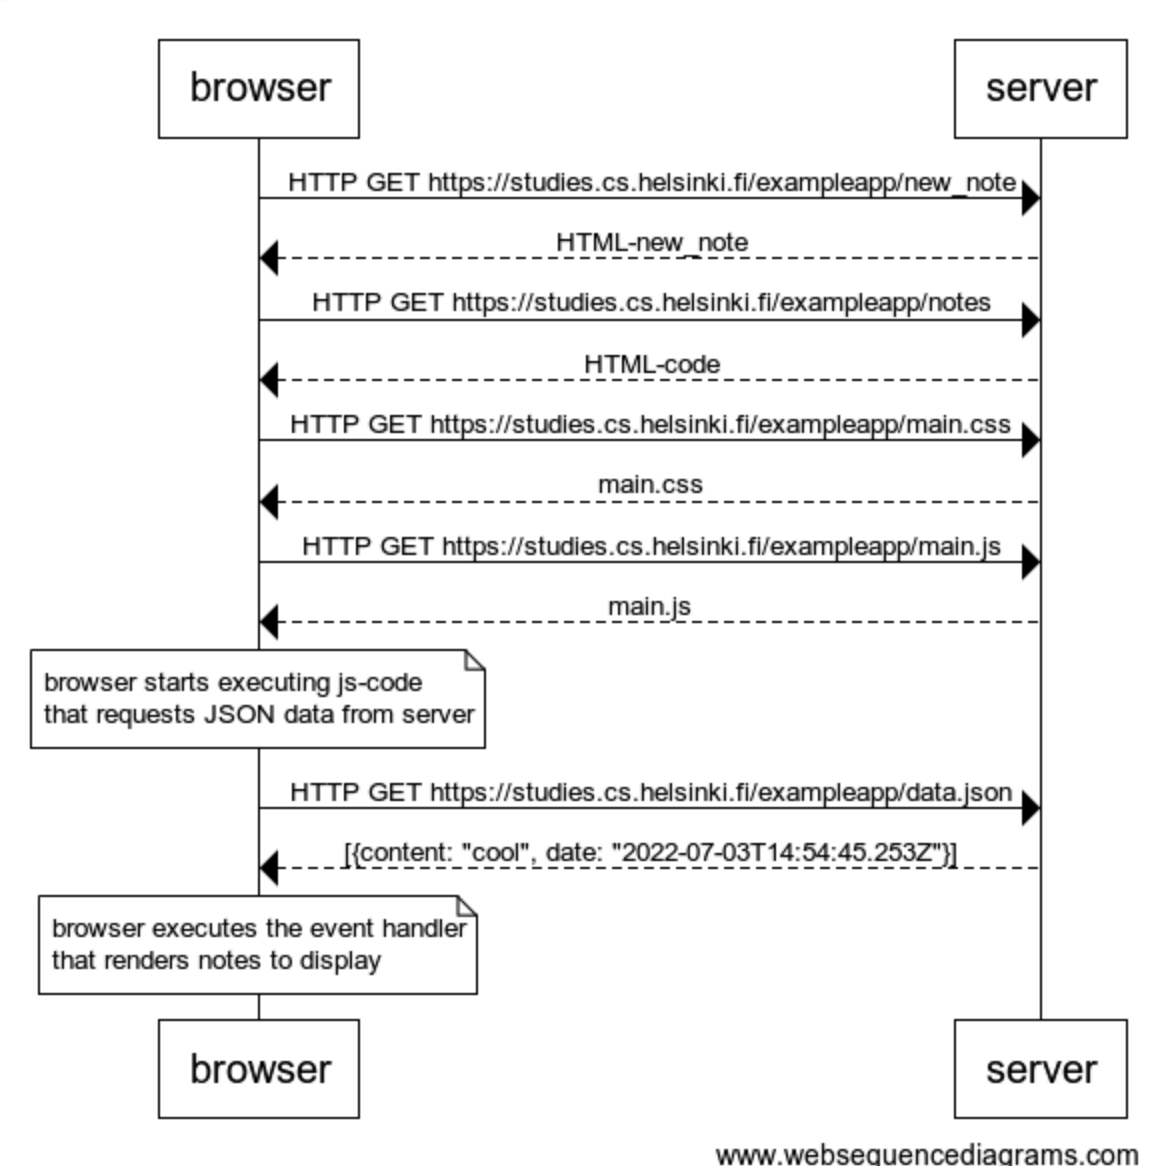 browser
server
HTTP GET https://studies.cs.helsinki.fi/exampleapp/new_note
HTML-new_note
HTTP GET https://studies.cs.helsinki.fi/exampleapp/notes
HTML-code
HTTP GET https://studies.cs.helsinki.fi/exampleapp/main.css
main.css
HTTP GET https://studies.cs.helsinki.fi/exampleapp/main.js
main.js
browser starts executing js-code
that requests JSON data from server
HTTP GET https://studies.cs.helsinki.fi/exampleapp/data.json
[{content: "cool", date: "2022-07-03T14:54:45.253Z"}]
browser executes the event handler
that renders notes to display
browser
server
www.websequencediagrams.com